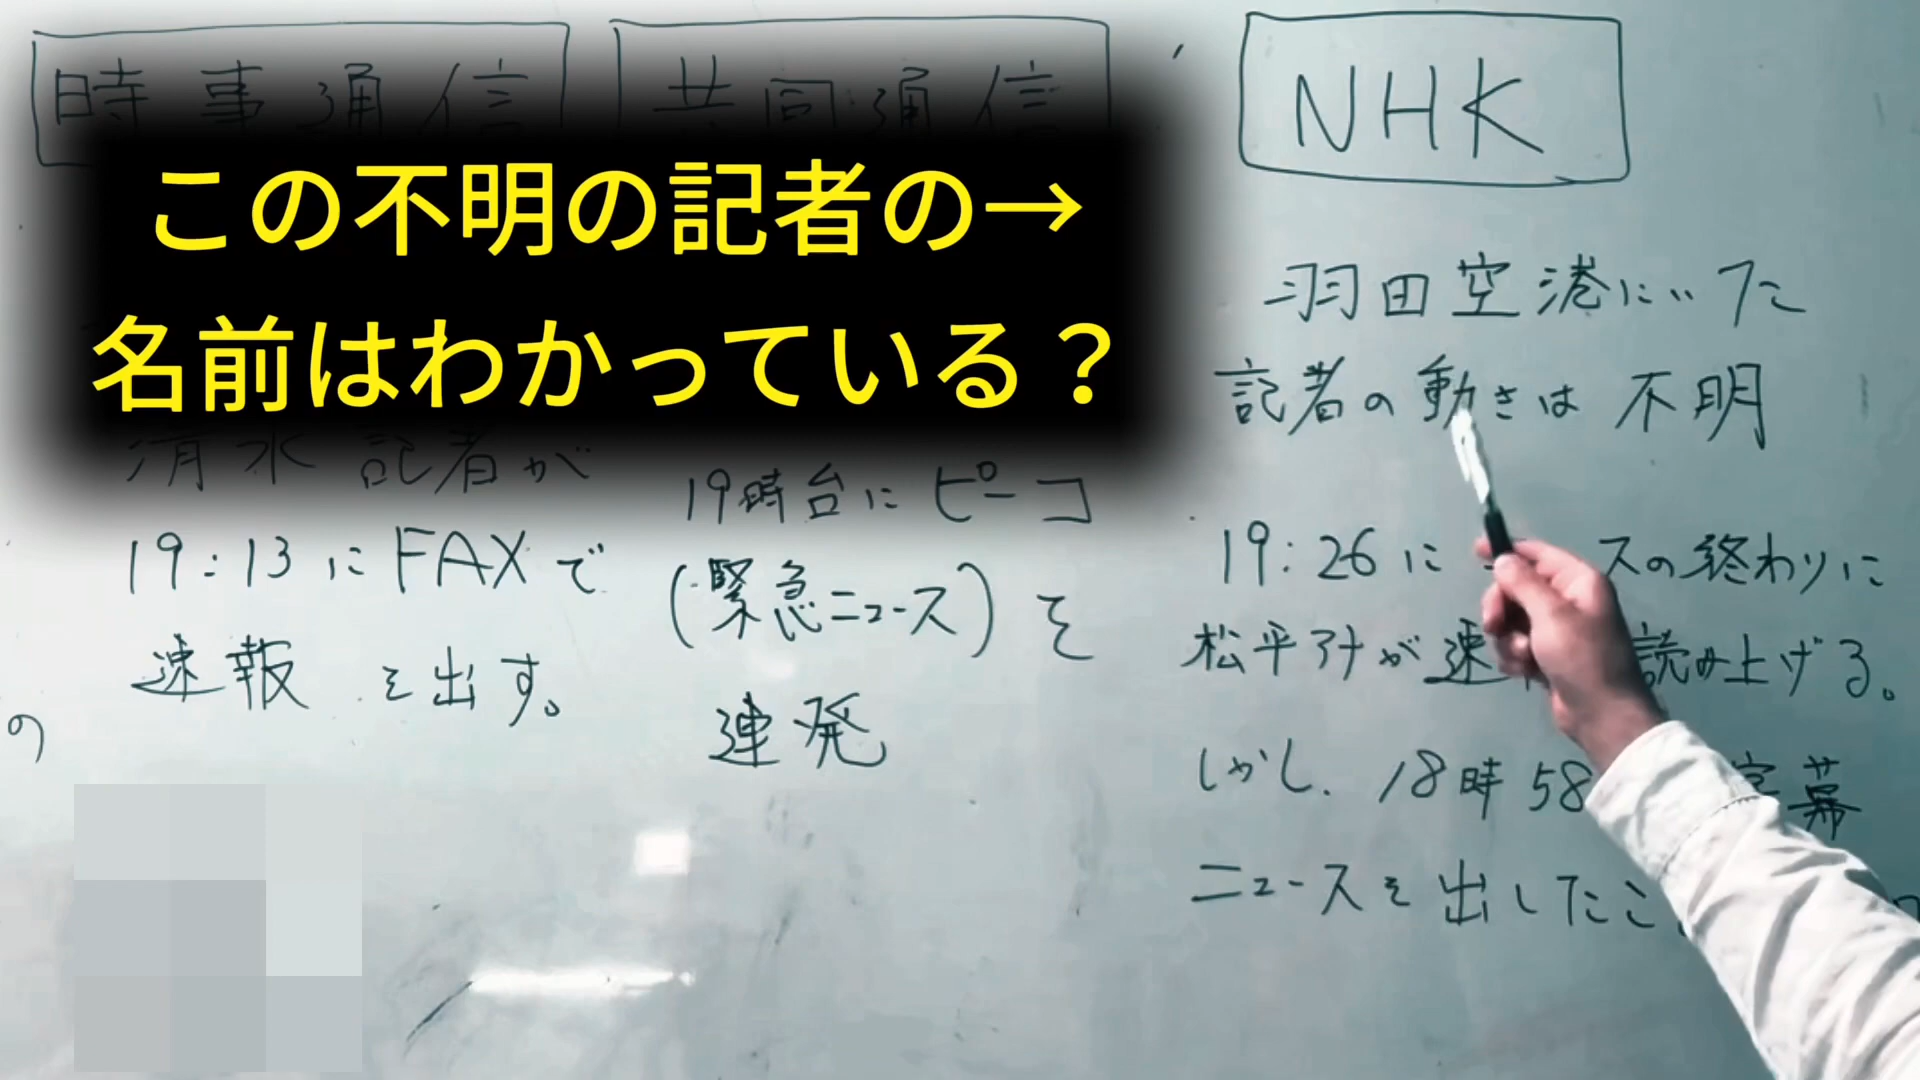 時事通信
共同通信
NHK
この不明の記者の→
名前はわかっている？
清水記者が
19:13にFAXで
速報を出す。
の
19時台にピーコ
(緊急ニュース)を
連発
羽田空港にいた
記者の動きは不明
19:26に スの終わりに
松平アナが速 読み上げる。
しかし、18時58 字幕
ニュースを出したこ